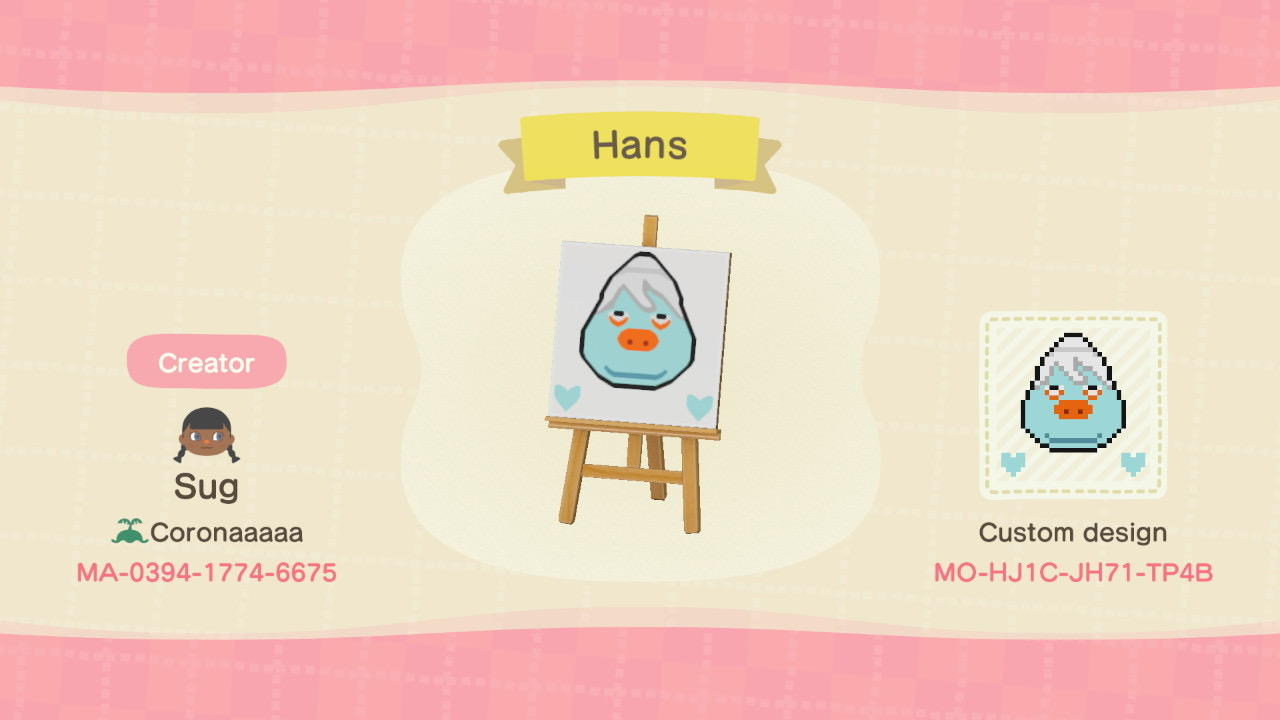 Hans
Creator
Sug
Coronaaaaa
MA-0394-1774-6675
Custom design
MO-HJ1C-JH71-TP4B